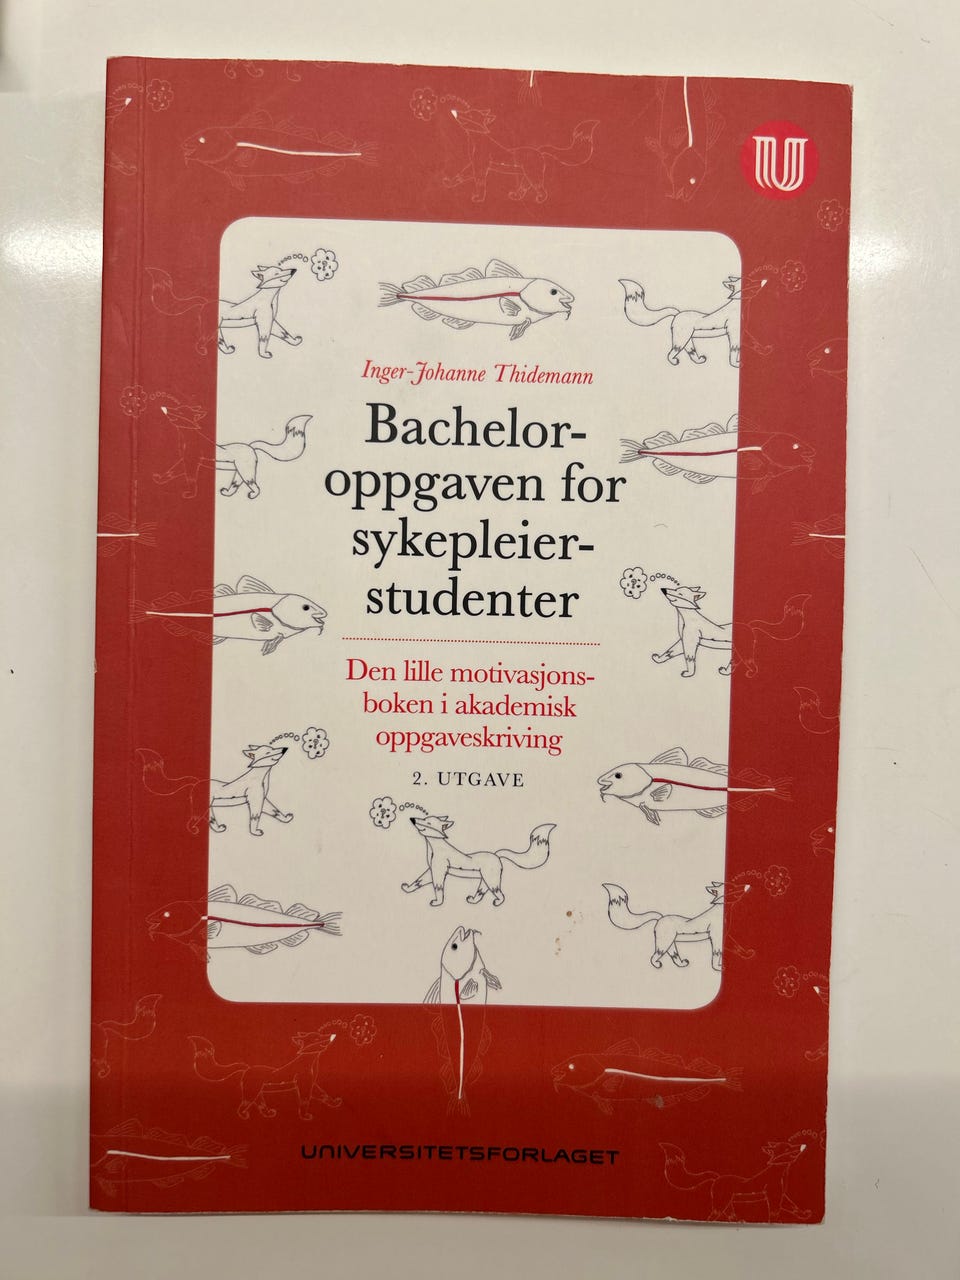 U
Inger-Johanne Thidemann
Bachelor-
oppgaven for
sykepleier-
studenter
Den lille motivasjons-
boken i akademisk
oppgaveskriving
2. UTGAVE
UNIVERSITETSFORLAGET